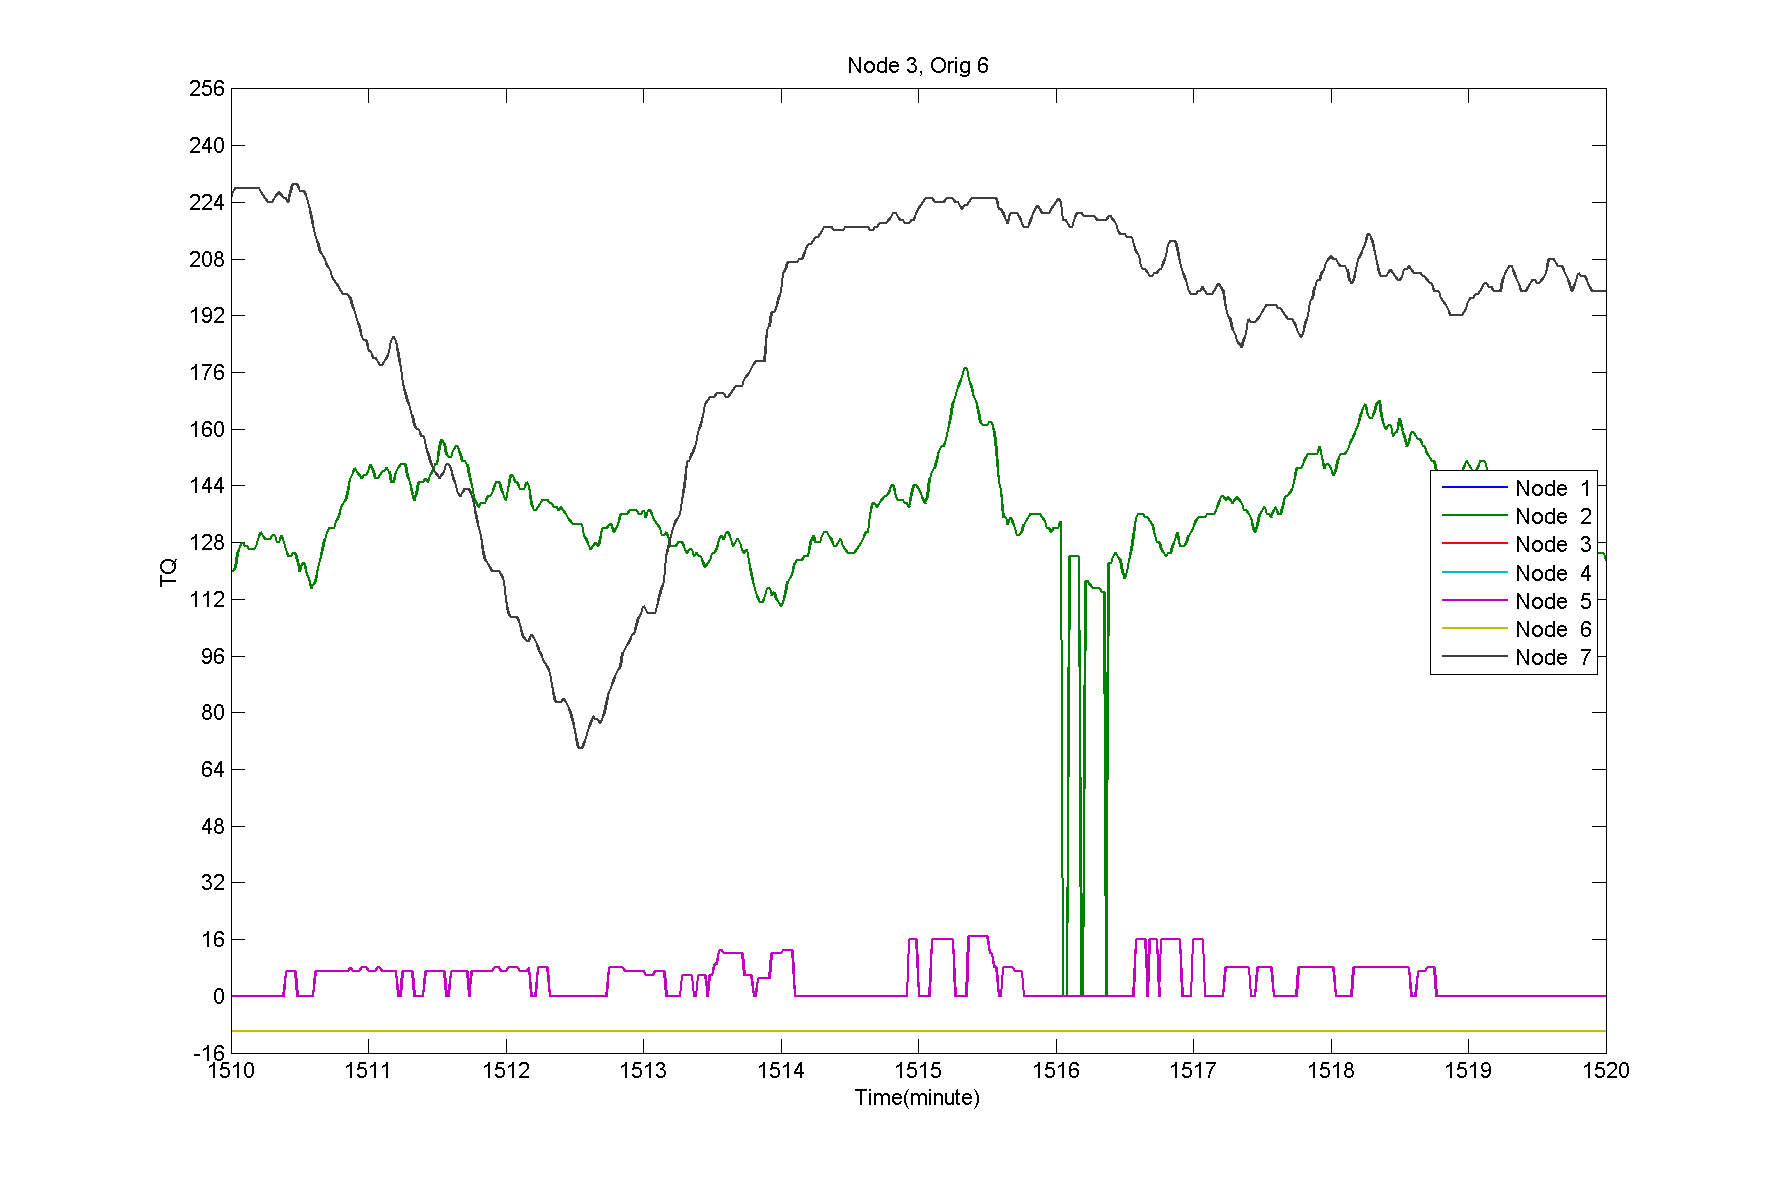 Node 3, Orig 6
256
240
224
208
192
176
160
144
128
112
96
80
64
48
32
16
0
-16
TQ
Node 1
Node 2
Node 3
Node 4
Node 5
Node 6
Node 7
1510 1511 1512 1513 1514 1515 1516 1517 1518 1519 1520
Time(minute)